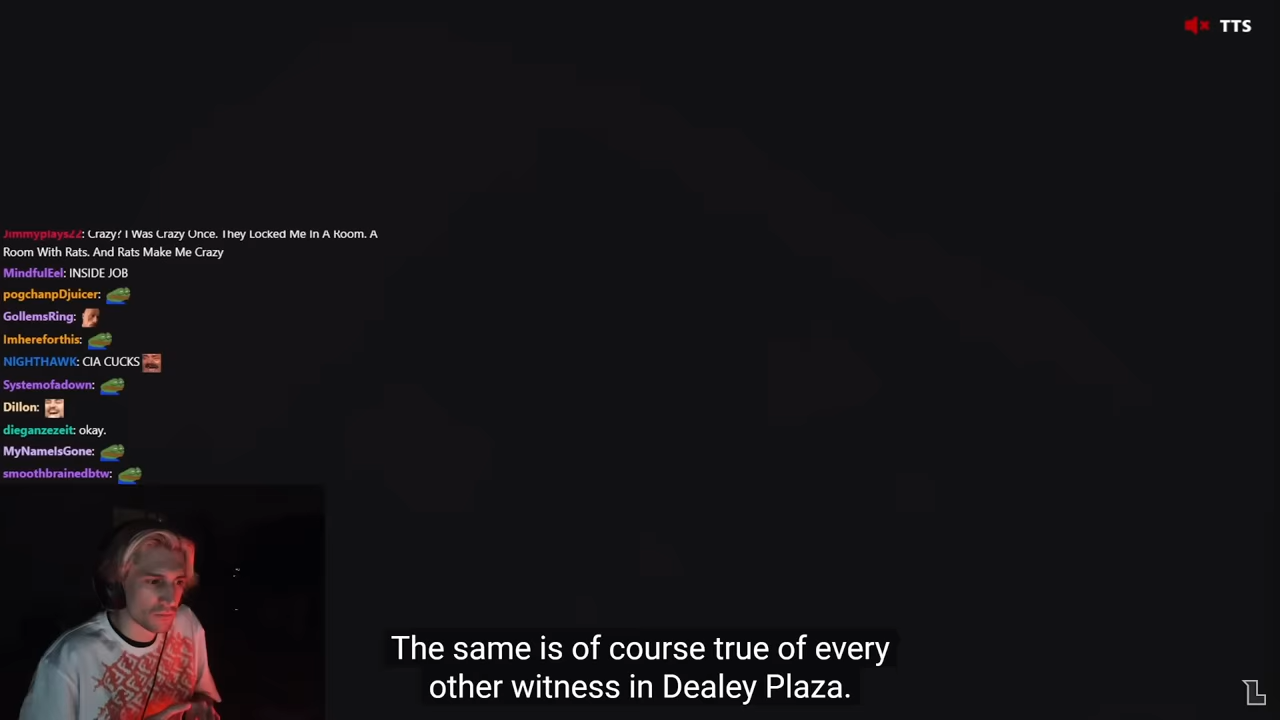 TTS
Jimmyplays22: Crazy? I Was Crazy Once. They Locked Me In A Room. A
Room With Rats. And Rats Make Me Crazy
MindfulEel: INSIDE JOB
pogchanpDjuicer:
GollemsRing:
Imhereforthis:
NIGHTHAWK: CIA CUCKS
Systemofadown:
Dillon:
dieganzezeit: okay.
MyNameIsGone:
smoothbrainedbtw:
The same is of course true of every
other witness in Dealey Plaza.